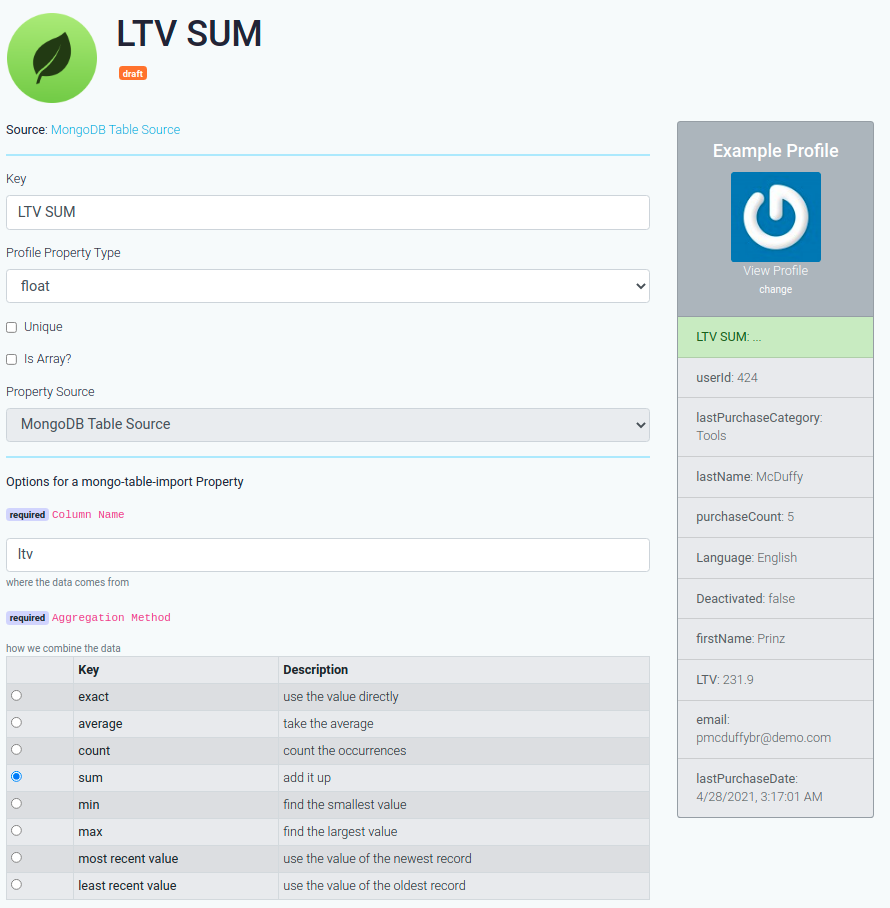 LTV SUM
draft
Source: MongoDB Table Source
Key
LTV SUM
Profile Property Type
float
Unique
Is Array?
Property Source
MongoDB Table Source
Options for a mongo-table-import Property
required Column Name
ltv
where the data comes from
required Aggregation Method
how we combine the data
Key Description
exact use the value directly
average take the average
count count the occurrences
sum add it up
min find the smallest value
max find the largest value
most recent value use the value of the newest record
least recent value use the value of the oldest record
Example Profile
View Profile
change
LTV SUM: ...
userId: 424
lastPurchaseCategory:
Tools
lastName: McDuffy
purchaseCount: 5
Language: English
Deactivated: false
firstName: Prinz
LTV: 231.9
email:
pmcduffybr@demo.com
lastPurchaseDate:
4/28/2021, 3:17:01 AM